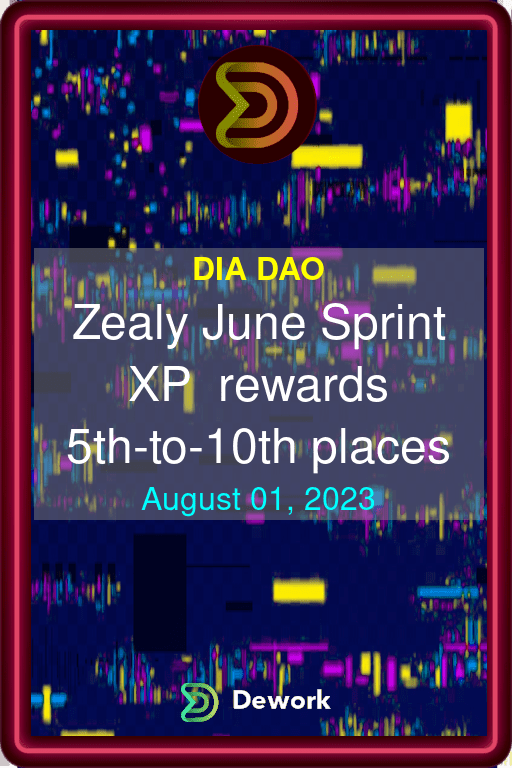 DIA DAO
Zealy June Sprint
XP  rewards
5th-to-10th places
August 01, 2023
Dework